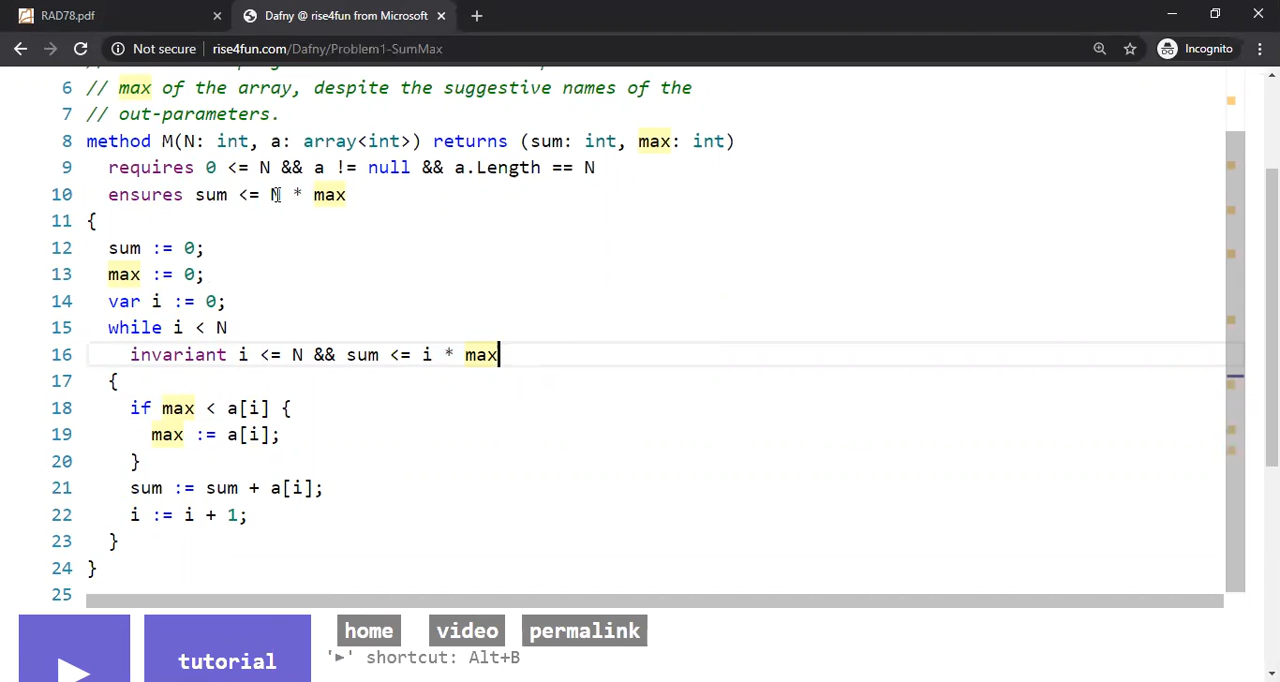 RAD78.pdf
Dafny @ rise4fun from Microsoft
Not secure rise4fun.com/Dafny/Problem1-SumMax Incognito
6 // max of the array, despite the suggestive names of the
7 // out-parameters.
8 method M(N: int, a: array<int>) returns (sum: int, max: int)
9 requires 0 <= N && a != null && a.Length == N
10 ensures sum <= N * max
11 {
12 sum := 0;
13 max := 0;
14 var i := 0;
15 while i < N
16 invariant i <= N && sum <= i * max
17 {
18 if max < a[i] {
19 max := a[i];
20 }
21 sum := sum + a[i];
22 i := i + 1;
23 }
24 }
25
home video permalink
tutorial
'►' shortcut: Alt+B